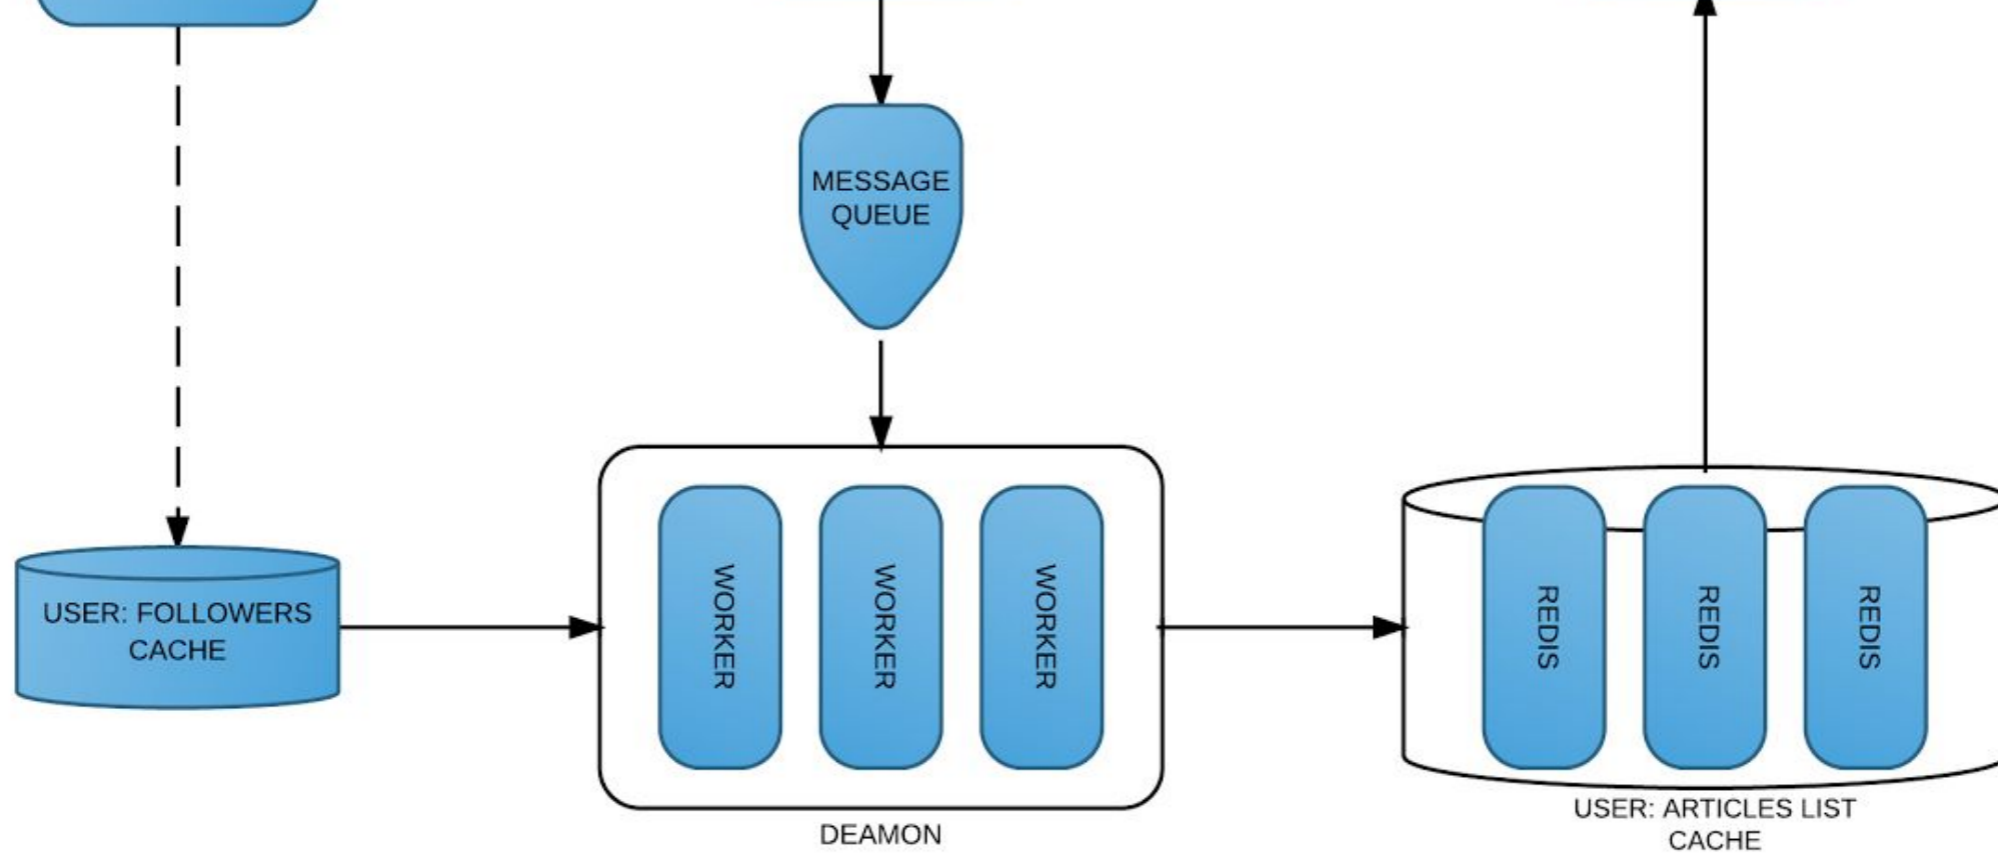 MESSAGE
QUEUE
USER: FOLLOWERS
CACHE
WORKER
WORKER
WORKER
DEAMON
REDIS
REDIS
REDIS
USER: ARTICLES LIST
CACHE